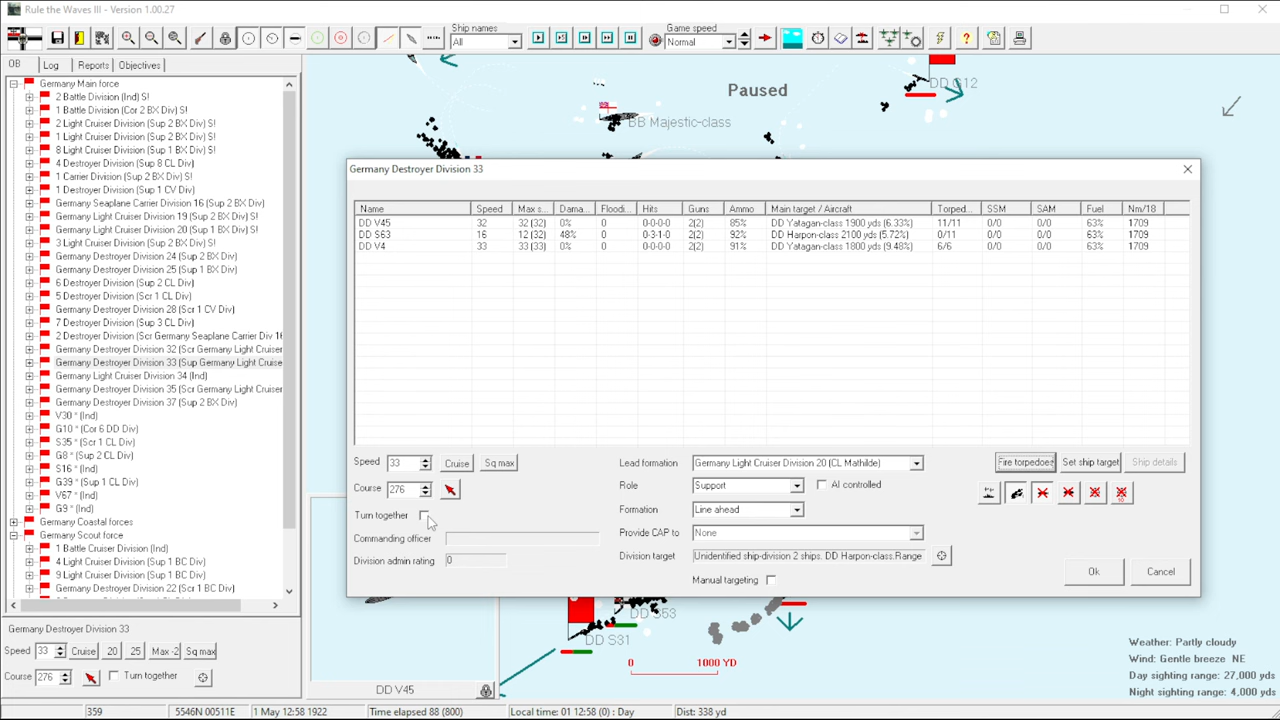 Rule the Waves III - Version 1.00.27
Ship names
All
Game speed
Normal
OB
Log
Reports
Objectives
Germany Main force
2 Battle Division (Ind) S!
1 Battle Division (Cor 2 BX Div) S!
2 Light Cruiser Division (Sup 2 BX Div) S!
1 Light Cruiser Division (Sup 2 BX Div) S!
8 Light Cruiser Division (Sup 1 BX Div) S!
4 Destroyer Division (Sup 8 CL Div)
1 Carrier Division (Sup 2 BX Div) S!
1 Destroyer Division (Sup 1 CV Div)
Germany Seaplane Carrier Division 16 (Sup 2 BX Div)
Germany Light Cruiser Division 19 (Sup 2 BX Div) S!
Germany Light Cruiser Division 20 (Sup 1 BX Div) S!
3 Light Cruiser Division (Sup 2 BX Div)
Germany Destroyer Division 24 (Sup 2 BX Div)
Germany Destroyer Division 25 (Sup 1 BX Div)
6 Destroyer Division (Sup 2 CL Div)
5 Destroyer Division (Scr 1 CL Div)
Germany Destroyer Division 28 (Scr 1 CV Div)
7 Destroyer Division (Sup 3 CL Div)
2 Destroyer Division (Scr Germany Seaplane Carrier Div 16
Germany Destroyer Division 32 (Scr Germany Light Cruiser
Germany Destroyer Division 33 (Sup Germany Light Cruise
Germany Light Cruiser Division 34 (Ind)
Germany Destroyer Division 35 (Scr Germany Light Cruiser
Germany Destroyer Division 37 (Sup 2 BX Div)
V30 * (Ind)
G10 * (Cor 6 DD Div)
S35 * (Scr 1 CL Div)
G8 * (Sup 2 CL Div)
S16 * (Ind)
G39 * (Sup 1 CL Div)
V67 * (Ind)
G9 * (Ind)
Germany Coastal forces
Germany Scout force
1 Battle Cruiser Division (Ind)
4 Light Cruiser Division (Sup 1 BC Div)
9 Light Cruiser Division (Sup 1 BC Div)
Germany Destroyer Division 22 (Scr 1 BC Div)
Germany Destroyer Division 33
Speed 33 Cruise 20 25 Max -2 Sq max
Course 276 Turn together
Paused
DD G12
BB Majestic-class
Germany Destroyer Division 33
Name Speed Max s... Dama... Floodi... Hits Guns Ammo Main target / Aircraft Torped... SSM SAM Fuel Nm/18
DD V45 32 32 (32) 0% 0 0-0-0-0 2(2) 85% DD Yatagan-class 1900 yds (6.33%) 11/11 0/0 0/0 63% 1709
DD S63 16 12 (32) 48% 0 0-3-1-0 2(2) 92% DD Harpon-class 2100 yds (5.72%) 0/11 0/0 0/0 63% 1709
DD V4 33 33 (33) 0% 0 0-0-0-0 2(2) 91% DD Yatagan-class 1800 yds (9.48%) 6/6 0/0 0/0 63% 1709
Speed 33 Cruise Sq max
Course 276
Turn together
Commanding officer
Division admin rating 0
Lead formation Germany Light Cruiser Division 20 (CL Mathilde)
Role Support AI controlled
Formation Line ahead
Provide CAP to None
Division target Unidentified ship-division 2 ships. DD Harpon-class.Range
Manual targeting
Fire torpedoes Set ship target Ship details
Ok Cancel
DD S53
DD S31
0 1000 YD
DD V45
Weather: Partly cloudy
Wind: Gentle breeze NE
Day sighting range: 27,000 yds
Night sighting range: 4,000 yds
359 5546N 00511E 1 May 12:58 1922 Time elapsed 88 (800) Local time: 01 12:58 (0) : Day Dist: 338 yd